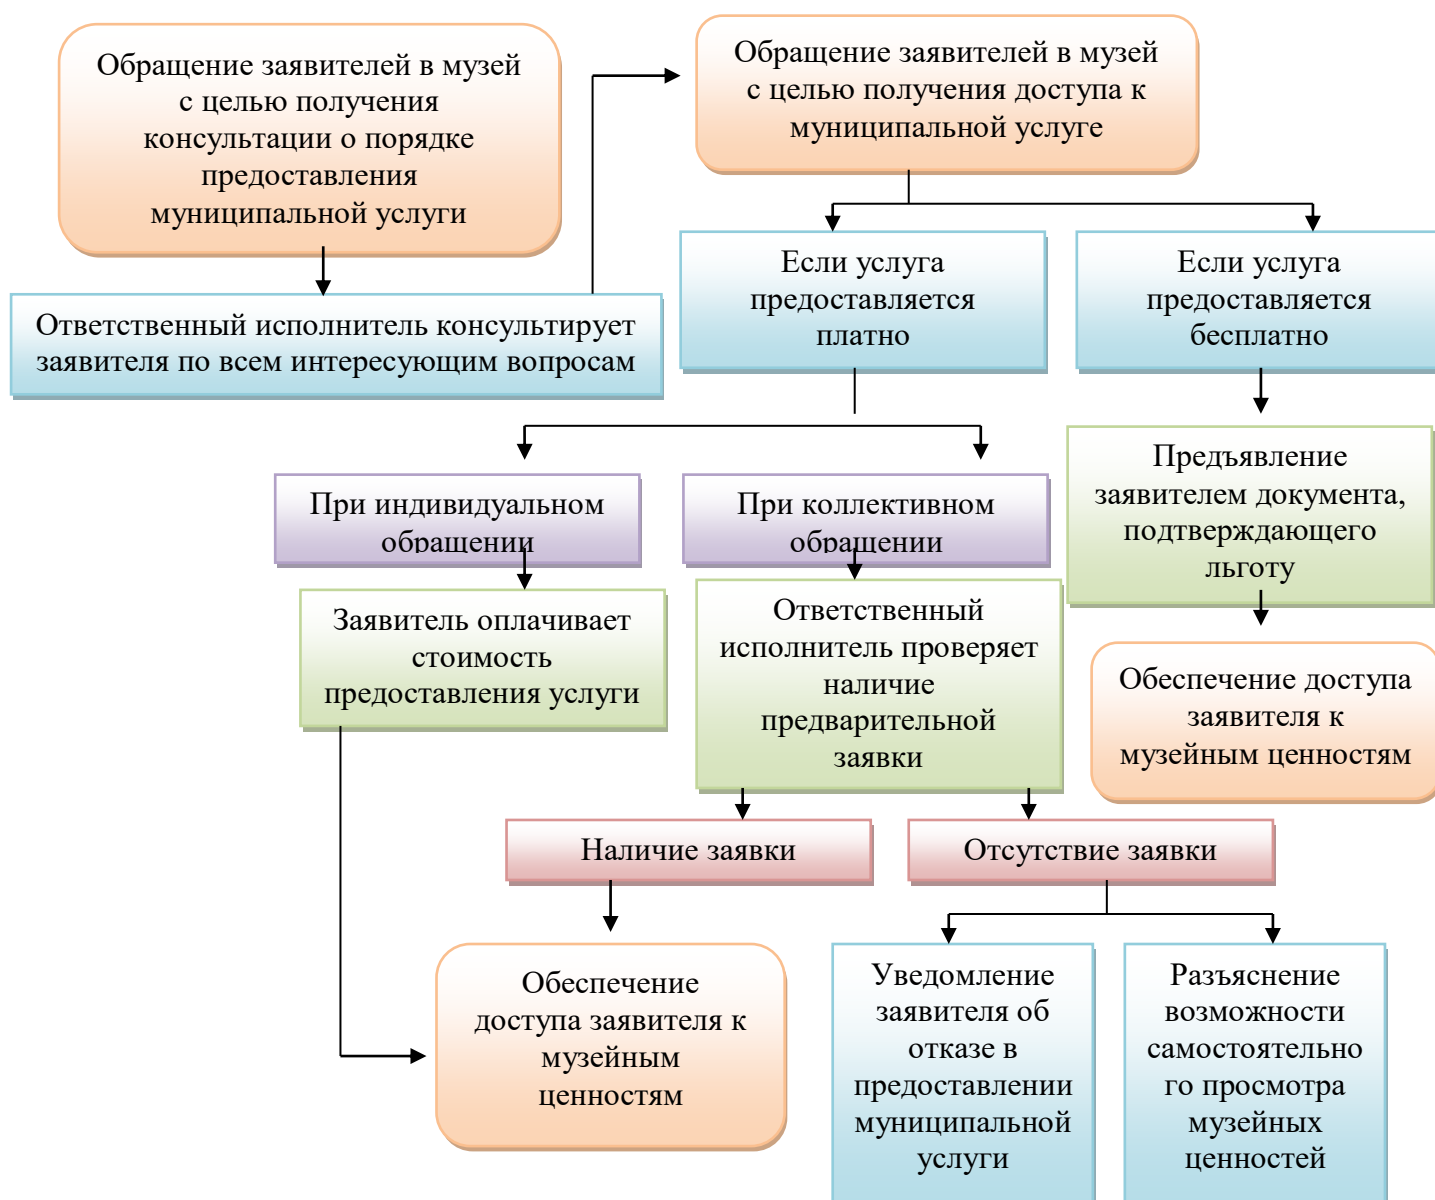 Обращение заявителей в музей
с целью получения
консультации о порядке
предоставления
муниципальной услуги
Обращение заявителей в музей
с целью получения доступа к
муниципальной услуге
Ответственный исполнитель консультирует
заявителя по всем интересующим вопросам
Если услуга
предоставляется
платно
Если услуга
предоставляется
бесплатно
При индивидуальном
обращении
При коллективном
обращении
Предъявление
заявителем документа,
подтверждающего
льготу
Заявитель оплачивает
стоимость
предоставления услуги
Ответственный
исполнитель проверяет
наличие
предварительной
заявки
Обеспечение доступа
заявителя к
музейным ценностям
Наличие заявки
Отсутствие заявки
Обеспечение
доступа заявителя к
музейным
ценностям
Уведомление
заявителя об
отказе в
предоставлении
муниципальной
услуги
Разъяснение
возможности
самостоятельно
го просмотра
музейных
ценностей